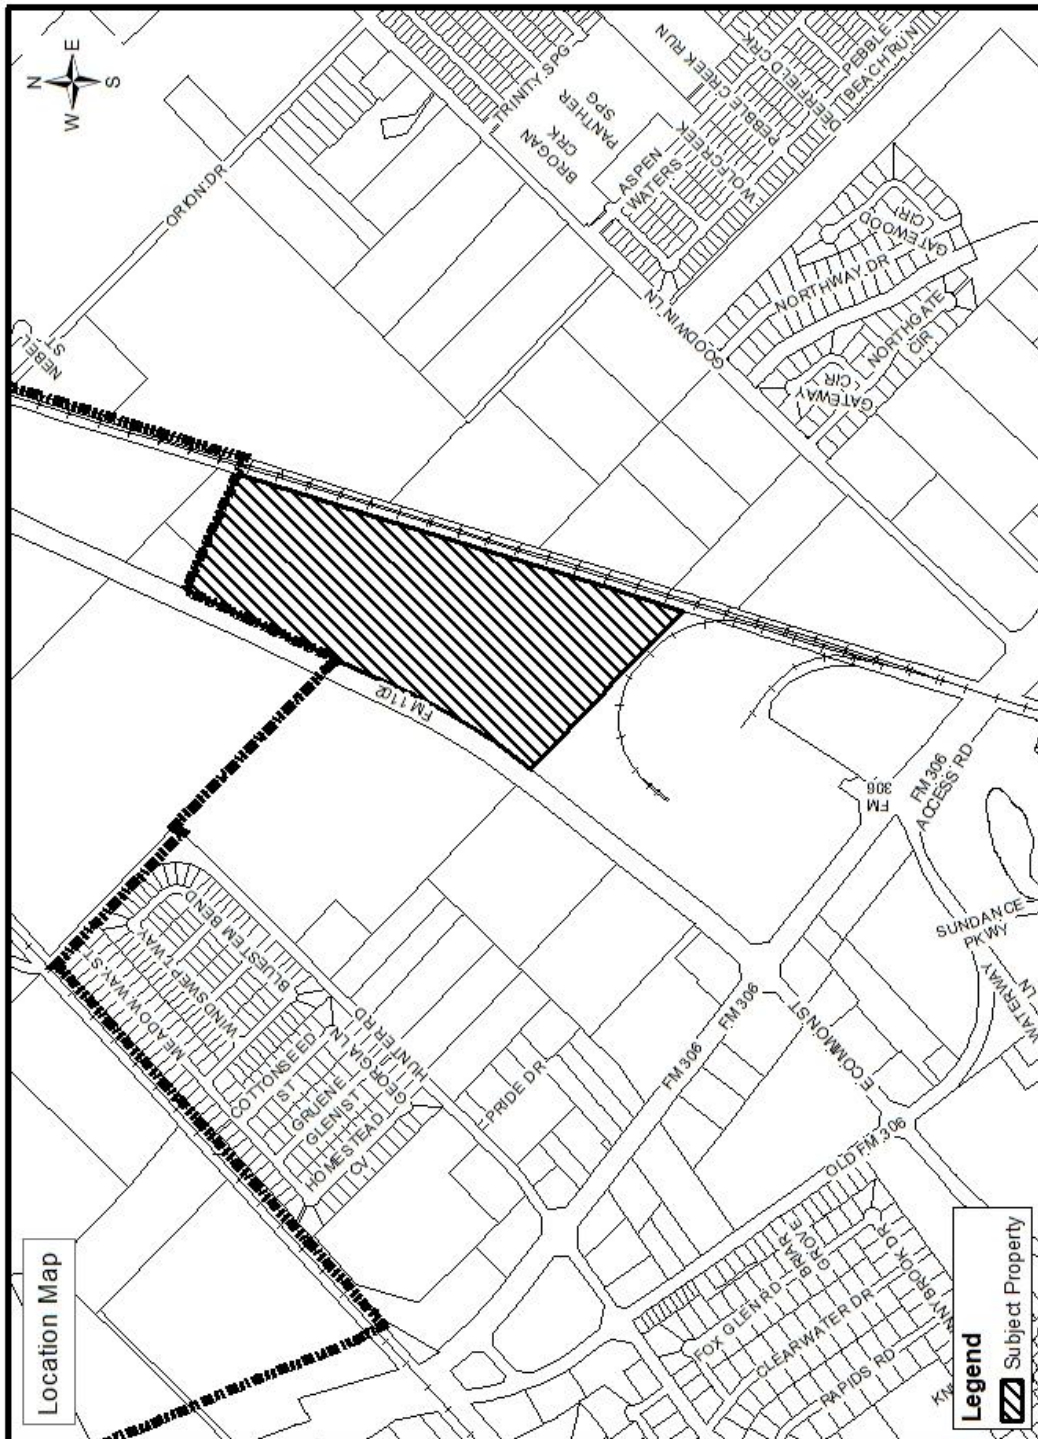 Location Map
N
E
S
W
NEBEL
ST
ORION DR
TRINITY SPG
BROGAN
CRK
PANTHER
SPG
PEBBLE CREEK RUN
ASPEN
WATERS
WOLFCREEK
PEBBLE CREEK
DEERFIELD CRK
PEBBLE
BEACH RUN
GOODWIN LN
NORTHWAY DR
GATEWOOD
CIR
NORTHGATE
CIR
GATEWAY
CIR
FM 1102
MEADOW WAY ST
WINDSWEPT WAY
BLUESTEM BEND
COTTONSEED
ST
GRUENE
GLEN ST
GEORGIA LN
HOMESTEAD
CV
HUNTER RD
PRIDE DR
FM 306
FM 306
FM
306
FM 306
ACCESS RD
E COMMON ST
SUNDANCE
PKWY
WATERWAY
LN
OLD FM 306
FOX GLEN RD
BRIAR
GROVE
CLEARWATER DR
RAPIDS RD
Legend
Subject Property